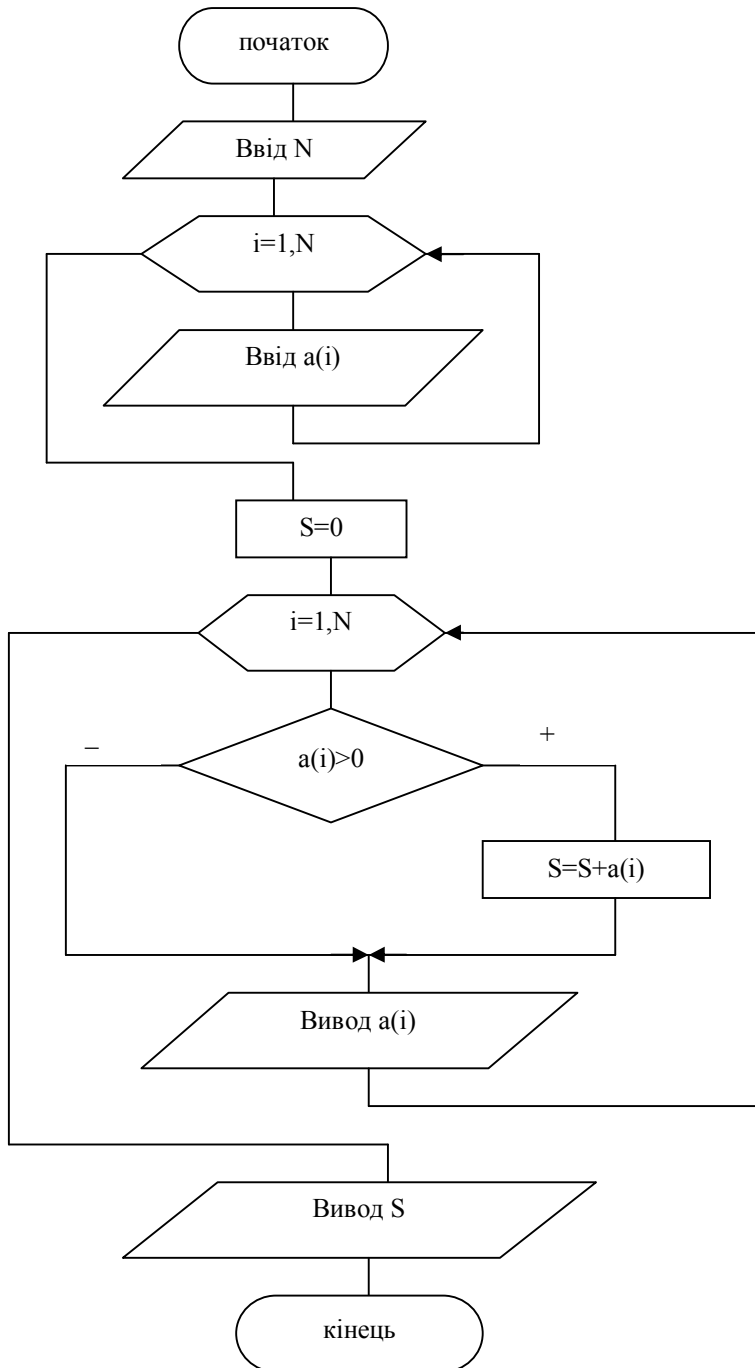 початок
Ввід N
i=1,N
Ввід a(i)
S=0
i=1,N
–
+
a(i)>0
S=S+a(i)
Вивод a(i)
Вивод S
кінець